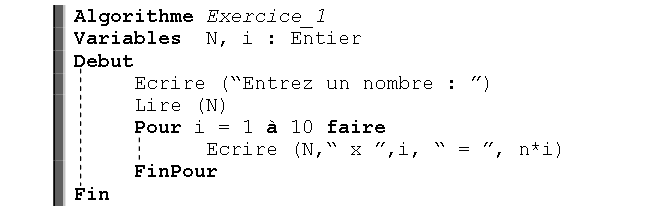 Algorithme Exercice_1
Variables N, i : Entier
Debut
Ecrire (“Entrez un nombre : ”)
Lire (N)
Pour i = 1 à 10 faire
Ecrire (N,“ x ”,i, “ = ”, n*i)
FinPour
Fin